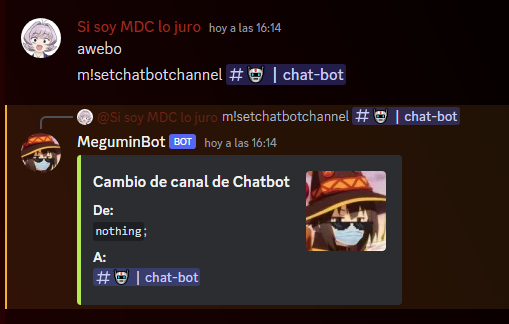 Si soy MDC lo juro hoy a las 16:14
awebo
m!setchatbotchannel # 🤖 | chat-bot
@Si soy MDC lo juro m!setchatbotchannel # 🤖 | chat-bot
MeguminBot BOT hoy a las 16:14
Cambio de canal de Chatbot
De:
nothing;
A:
# 🤖 | chat-bot